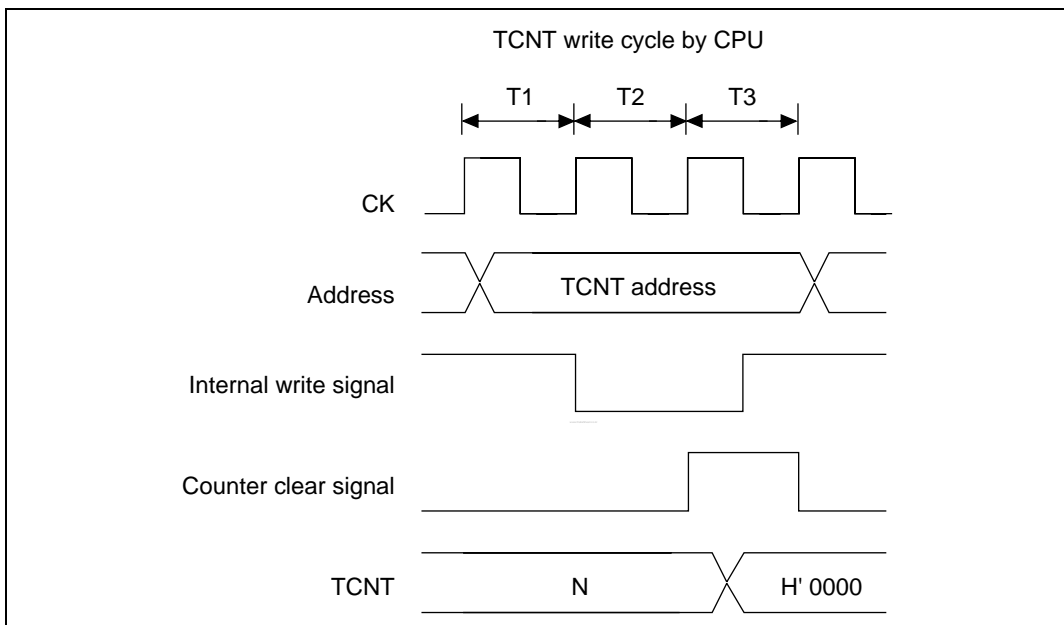 TCNT write cycle by CPU
T1 T2 T3
CK
Address TCNT address
Internal write signal
Counter clear signal
TCNT N H' 0000